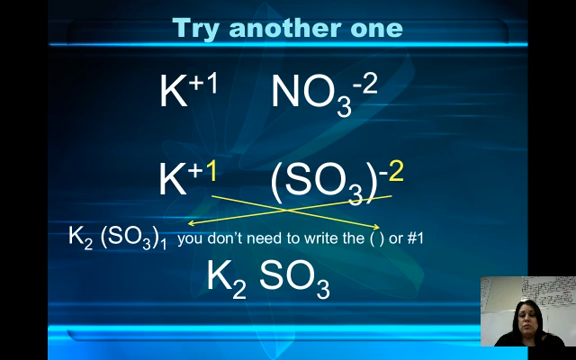 Try another one
K⁺¹ NO₃⁻²
K⁺¹ (SO₃)⁻²
K₂ (SO₃)₁ you don't need to write the ( ) or #1
K₂ SO₃